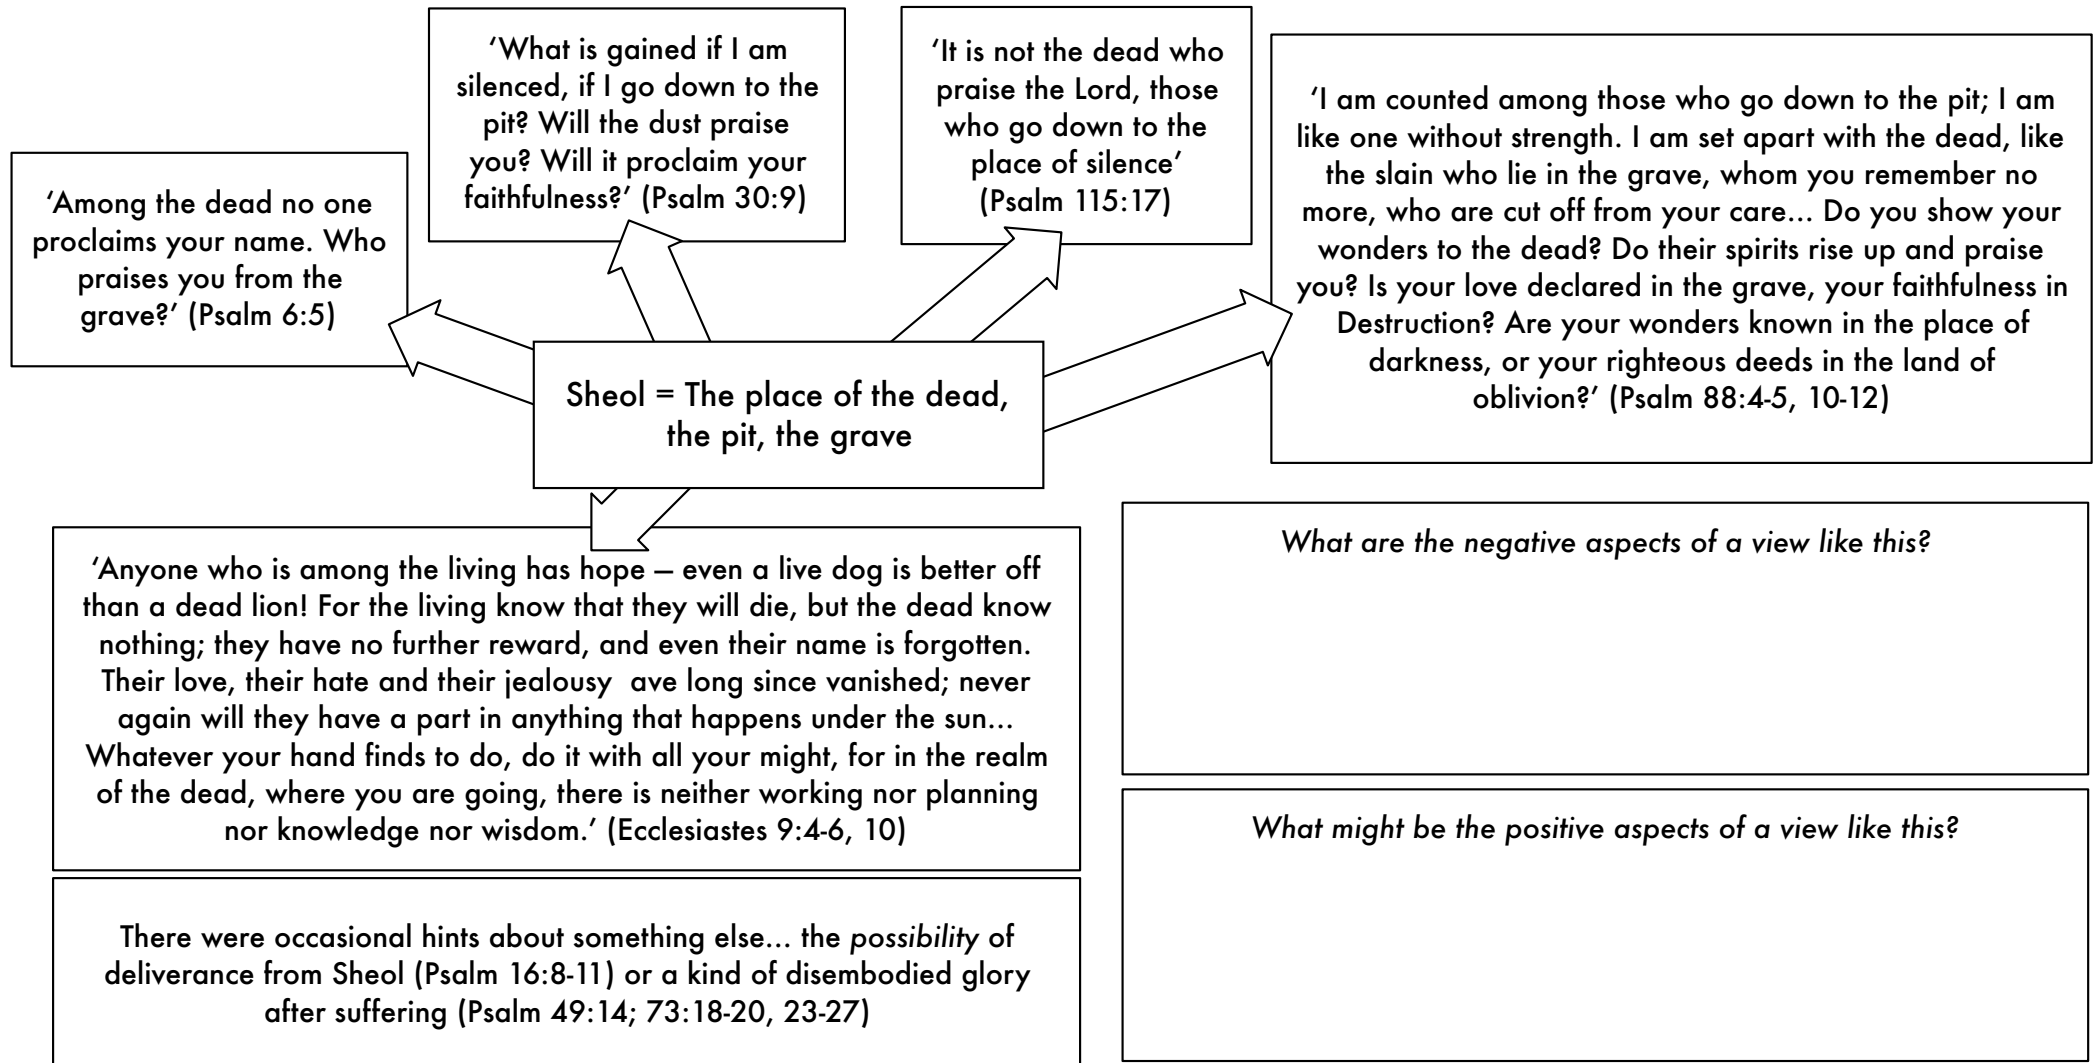 ‘Among the dead no one
proclaims your name. Who
praises you from the
grave?’ (Psalm 6:5)
‘What is gained if I am
silenced, if I go down to the
pit? Will the dust praise
you? Will it proclaim your
faithfulness?’ (Psalm 30:9)
‘It is not the dead who
praise the Lord, those
who go down to the
place of silence’
(Psalm 115:17)
‘I am counted among those who go down to the pit; I am
like one without strength. I am set apart with the dead, like
the slain who lie in the grave, whom you remember no
more, who are cut off from your care… Do you show your
wonders to the dead? Do their spirits rise up and praise
you? Is your love declared in the grave, your faithfulness in
Destruction? Are your wonders known in the place of
darkness, or your righteous deeds in the land of
oblivion?’ (Psalm 88:4-5, 10-12)
Sheol = The place of the dead,
the pit, the grave
‘Anyone who is among the living has hope – even a live dog is better off
than a dead lion! For the living know that they will die, but the dead know
nothing; they have no further reward, and even their name is forgotten.
Their love, their hate and their jealousy  ave long since vanished; never
again will they have a part in anything that happens under the sun…
Whatever your hand finds to do, do it with all your might, for in the realm
of the dead, where you are going, there is neither working nor planning
nor knowledge nor wisdom.’ (Ecclesiastes 9:4-6, 10)
There were occasional hints about something else… the possibility of
deliverance from Sheol (Psalm 16:8-11) or a kind of disembodied glory
after suffering (Psalm 49:14; 73:18-20, 23-27)
What are the negative aspects of a view like this?
What might be the positive aspects of a view like this?